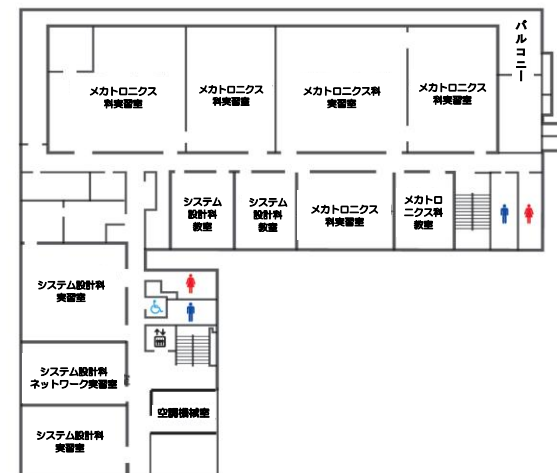 バルコニー
メカトロニクス
科実習室
メカトロニクス
科実習室
メカトロニクス科
実習室
メカトロニクス
科実習室
システム
設計科
教室
システム
設計科
教室
メカトロニクス
科実習室
メカトロ
ニクス科
教室
システム設計科
実習室
システム設計科
ネットワーク実習室
空調機械室
システム設計科
実習室